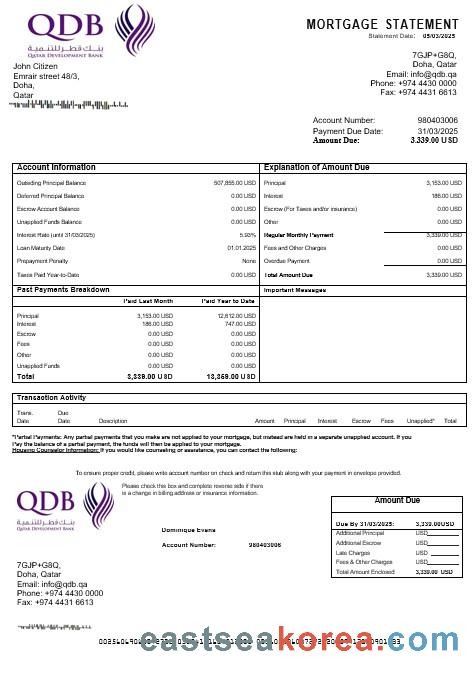 QDB
بنك قطر للتنمية
QATAR DEVELOPMENT BANK
MORTGAGE STATEMENT
Statement Date: 05/03/2025
John Citizen
Emrair street 48/3,
Doha,
Qatar
7GJP+G8Q,
Doha, Qatar
Email: info@qdb.qa
Phone: +974 4430 0000
Fax: +974 4431 6613
Account Number: 980403006
Payment Due Date: 31/03/2025
Amount Due: 3.339.00 USD
Account Information
Outsding Principal Balance 507,855.00 USD
Deferred Principal Balance 0.00 USD
Escrow Account Balance 0.00 USD
Unapplied Funds Balance 0.00 USD
Interest Rate (until 31/03/2025) 5.93%
Loan Maturity Date 01.01.2025
Prepayment Penalty None
Taxes Paid Year-to-Date 0.00 USD
Explanation of Amount Due
Principal 3,153.00 USD
Interest 186.00 USD
Escrow (For Taxes and/or insurance) 0.00 USD
Other 0.00 USD
Regular Monthly Payment 3,339.00 USD
Fees and Other Charges 0.00 USD
Overdue Payment 0.00 USD
Total Amount Due 3,339.00 USD
Past Payments Breakdown
Paid Last Month Paid Year to Date
Principal 3,153.00 USD 12,612.00 USD
Interest 186.00 USD 747.00 USD
Escrow 0.00 USD 0.00 USD
Fees 0.00 USD 0.00 USD
Other 0.00 USD 0.00 USD
Unapplied Funds 0.00 USD 0.00 USD
Total 3,339.00 USD 13,359.00 USD
Important Messages
Transaction Activity
Trans. Date Due Date Description Amount Principal Interest Escrow Fees Unapplied* Total
*Partial Payments: Any partial payments that you make are not applied to your mortgage, but instead are held in a separate unapplied account. If you
Pay the balance of a partial payment, the funds will then be applied to your mortgage.
Housing Counselor Information: If you would like counseling or assistance, you can contact the following:
To ensure proper credit, please write account number on check and return this stub along with your payment in envelope provided.
QDB
بنك قطر للتنمية
QATAR DEVELOPMENT BANK
Please check this box and complete reverse side if there
is a change in billing address or insurance information.
Dominique Evans
Account Number: 980403006
Amount Due
Due By 31/03/2025: 3,339.00USD
Additional Principal USD
Additional Escrow USD
Late Charges USD
Fees & Other Charges USD
Total Amount Enclosed 3,339.00 USD
7GJP+G8Q,
Doha, Qatar
Email: info@qdb.qa
Phone: +974 4430 0000
Fax: +974 4431 6613
eastseakorea.com